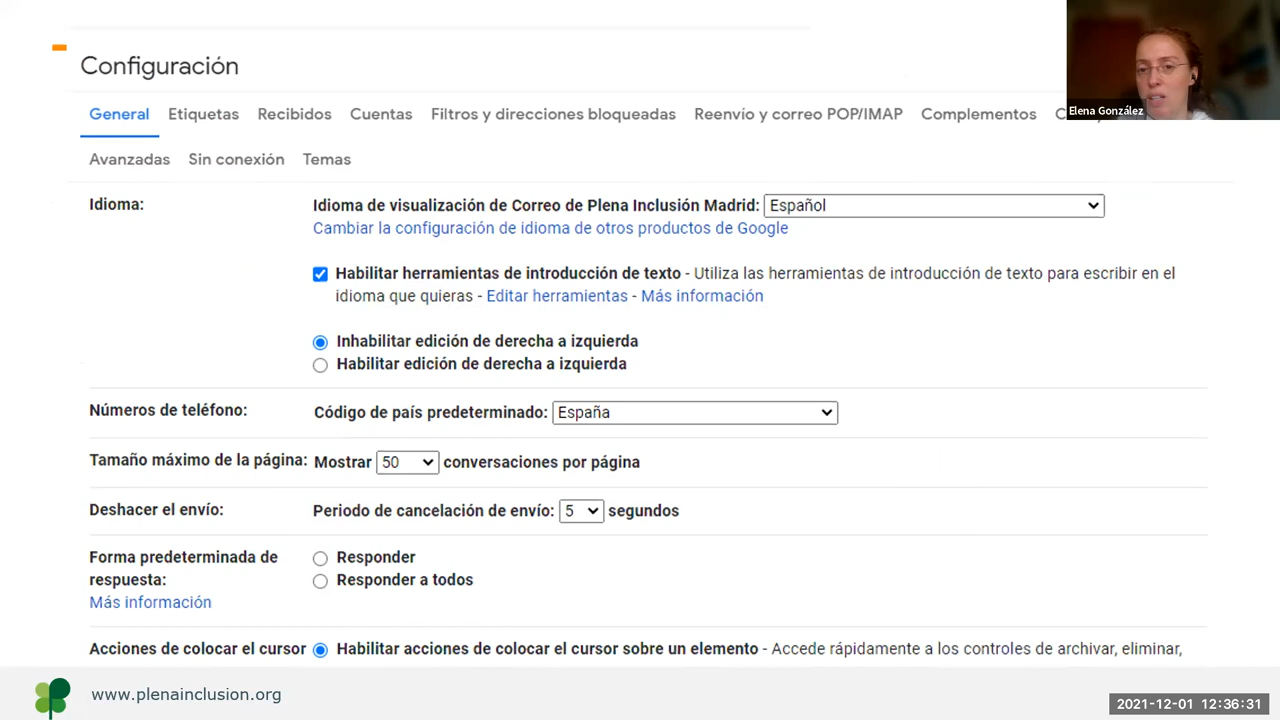 Configuración
Elena González
General Etiquetas Recibidos Cuentas Filtros y direcciones bloqueadas Reenvío y correo POP/IMAP Complementos
Avanzadas Sin conexión Temas
Idioma: Idioma de visualización de Correo de Plena Inclusión Madrid: Español
Cambiar la configuración de idioma de otros productos de Google
Habilitar herramientas de introducción de texto - Utiliza las herramientas de introducción de texto para escribir en el
idioma que quieras - Editar herramientas - Más información
Inhabilitar edición de derecha a izquierda
Habilitar edición de derecha a izquierda
Números de teléfono: Código de país predeterminado: España
Tamaño máximo de la página: Mostrar 50 conversaciones por página
Deshacer el envío: Periodo de cancelación de envío: 5 segundos
Forma predeterminada de Responder
respuesta: Responder a todos
Más información
Acciones de colocar el cursor Habilitar acciones de colocar el cursor sobre un elemento - Accede rápidamente a los controles de archivar, eliminar,
www.plenainclusion.org
2021-12-01 12:36:31